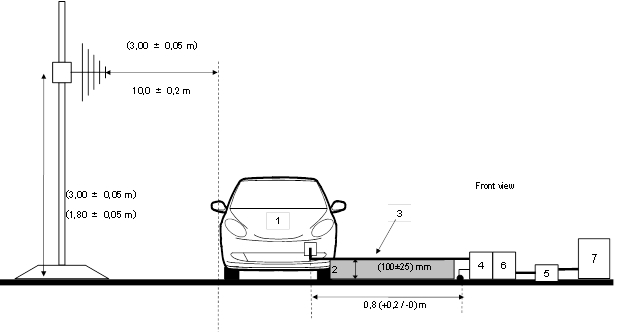 (3,00 ± 0,05 m)
10,0 ± 0,2 m
(3,00 ± 0,05 m)
(1,80 ± 0,05 m)
Front view
1
3
2
(100±25) mm
4
6
5
7
0,8 (+0,2 / -0) m